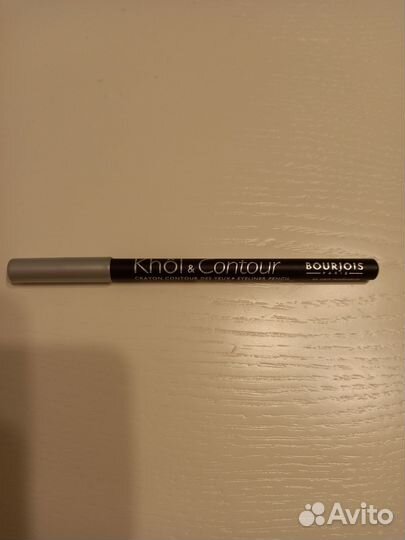 Khôl & Contour
CRAYON CONTOUR DES YEUX • EYELINER PENCIL
BOURJOIS
PARIS
Avito